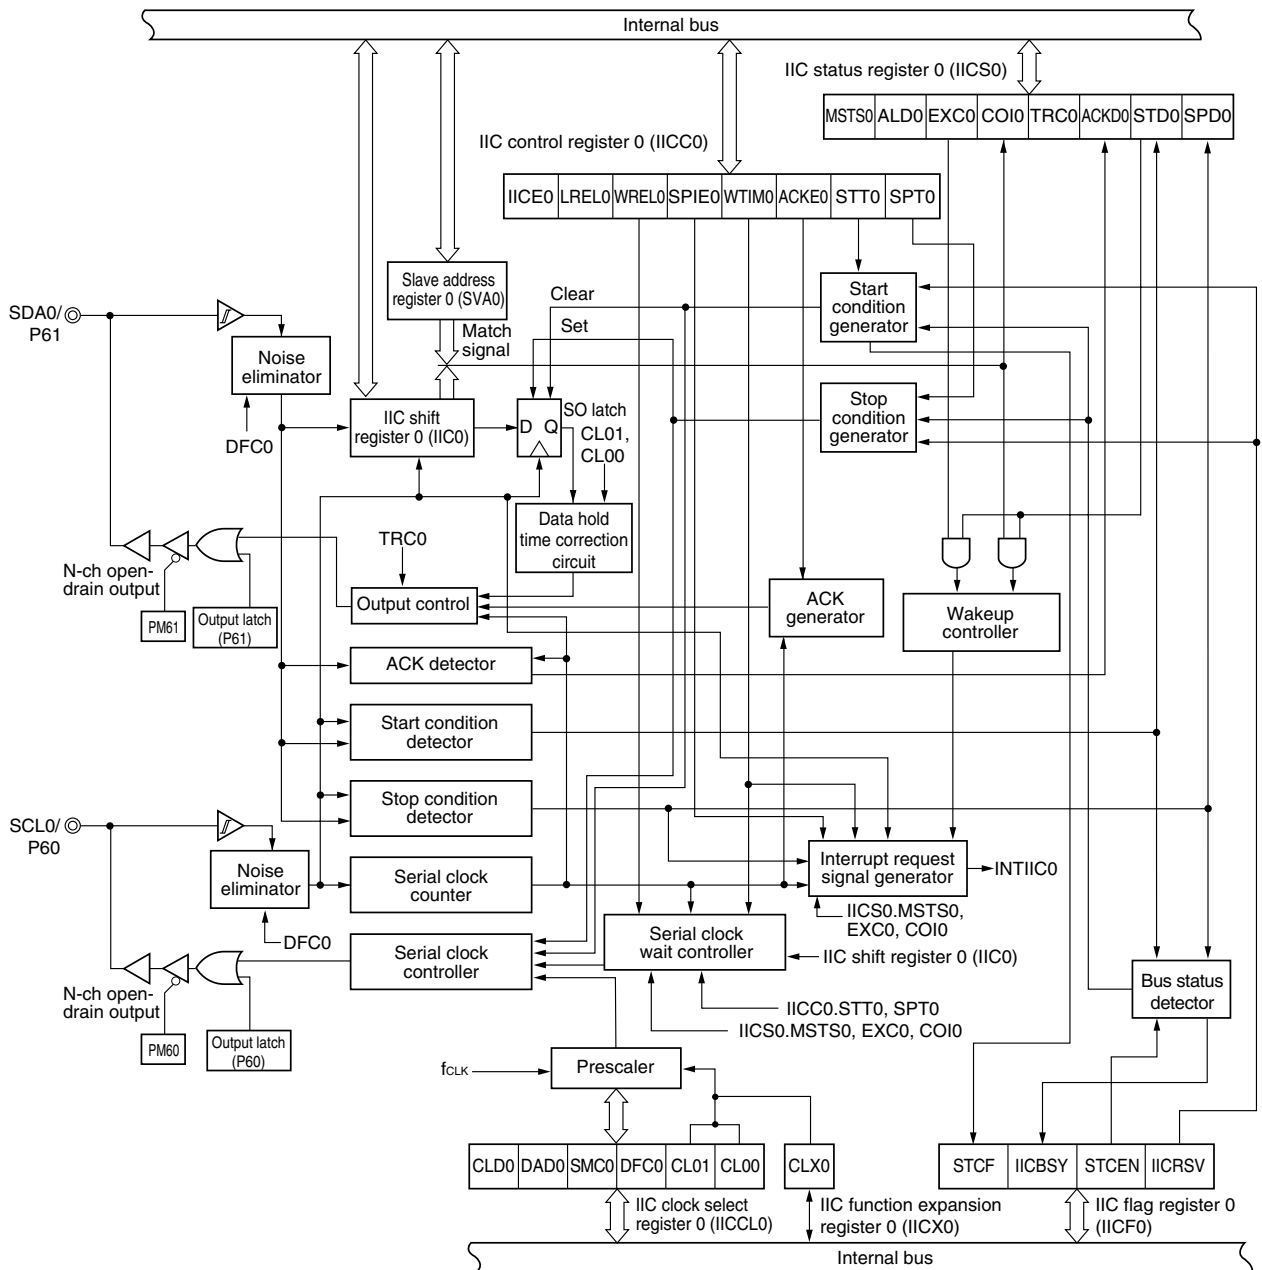 Internal bus
IIC status register 0 (IICS0)
MSTS0 ALD0 EXC0 COI0 TRC0 ACKD0 STD0 SPD0
IIC control register 0 (IICC0)
IICE0 LREL0 WREL0 SPIE0 WTIM0 ACKE0 STT0 SPT0
Slave address
register 0 (SVA0)
Clear
Set
Match
signal
Start
condition
generator
SDA0/
P61
Noise
eliminator
DFC0
IIC shift
register 0 (IIC0)
D Q
SO latch
CL01,
CL00
Stop
condition
generator
Data hold
time correction
circuit
TRC0
N-ch open-
drain output
PM61
Output latch
(P61)
Output control
ACK
generator
Wakeup
controller
ACK detector
Start condition
detector
Stop condition
detector
SCL0/
P60
Noise
eliminator
DFC0
Serial clock
counter
Interrupt request
signal generator
INTIIC0
IICS0.MSTS0,
EXC0, COI0
Serial clock
wait controller
IIC shift register 0 (IIC0)
Serial clock
controller
Bus status
detector
N-ch open-
drain output
PM60
Output latch
(P60)
IICC0.STT0, SPT0
IICS0.MSTS0, EXC0, COI0
fCLK
Prescaler
CLD0 DAD0 SMC0 DFC0 CL01 CL00
CLX0
STCF IICBSY STCEN IICRSV
IIC clock select
register 0 (IICCL0)
IIC function expansion
register 0 (IICX0)
IIC flag register 0
(IICF0)
Internal bus